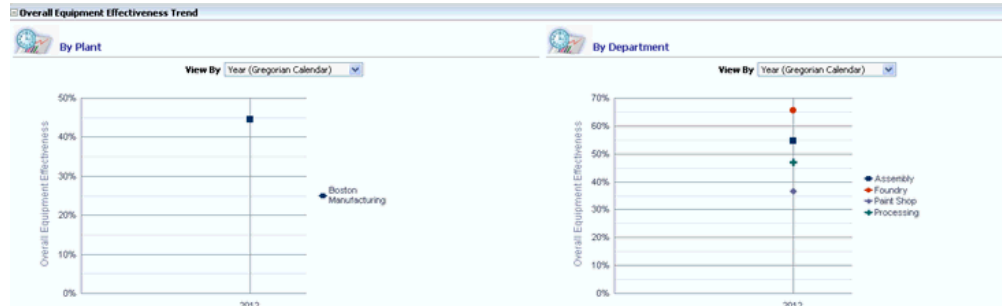 Overall Equipment Effectiveness Trend
By Plant
View By Year (Gregorian Calendar)
50%
40%
30%
20%
10%
0%
Overall Equipment Effectiveness
Boston
Manufacturing
By Department
View By Year (Gregorian Calendar)
70%
60%
50%
40%
30%
20%
10%
0%
Overall Equipment Effectiveness
Assembly
Foundry
Paint Shop
Processing